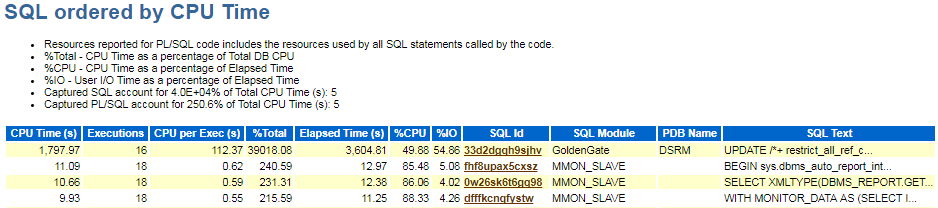 SQL ordered by CPU Time
Resources reported for PL/SQL code includes the resources used by all SQL statements called by the code.
%Total - CPU Time as a percentage of Total DB CPU
%CPU - CPU Time as a percentage of Elapsed Time
%IO - User I/O Time as a percentage of Elapsed Time
Captured SQL account for 4.0E+04% of Total CPU Time (s): 5
Captured PL/SQL account for 250.6% of Total CPU Time (s): 5
CPU Time (s) Executions CPU per Exec (s) %Total Elapsed Time (s) %CPU %IO SQL Id SQL Module PDB Name SQL Text
1,797.97 16 112.37 39018.08 3,604.81 49.88 54.86 33d2dgqh9sjhv GoldenGate DSRM UPDATE /*+ restrict_all_ref_c...
11.09 18 0.62 240.59 12.97 85.48 5.08 fhf8upax5cxsz MMON_SLAVE BEGIN sys.dbms_auto_report_int...
10.66 18 0.59 231.31 12.38 86.06 4.02 0w26sk6t6gq98 MMON_SLAVE SELECT XMLTYPE(DBMS_REPORT.GET...
9.93 18 0.55 215.59 11.25 88.33 4.26 dfffkcnqfystw MMON_SLAVE WITH MONITOR_DATA AS (SELECT I...